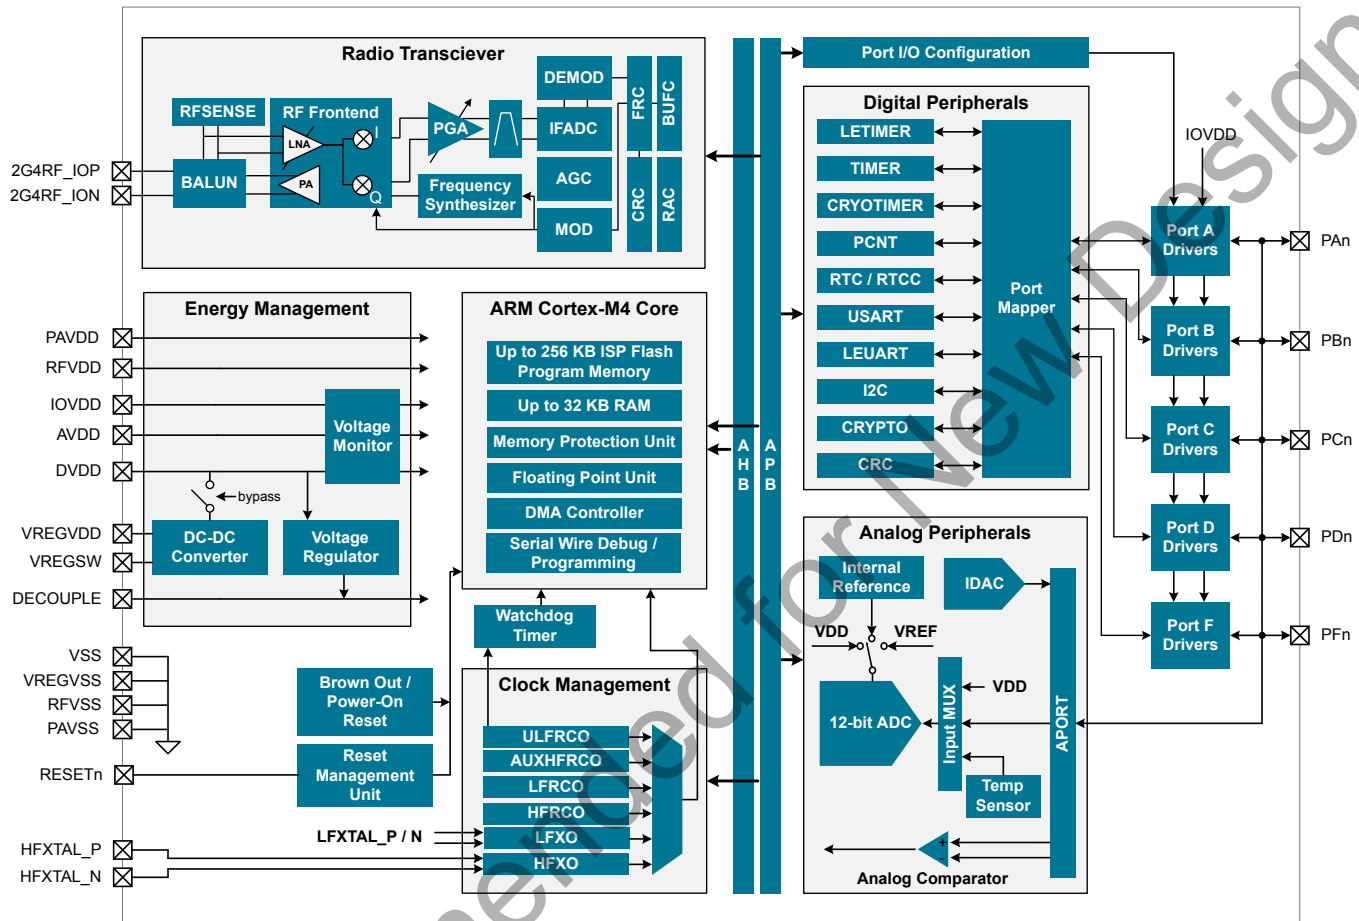 Radio Transciever
RFSENSE
RF Frontend
LNA
I
PA
Q
BALUN
2G4RF_IOP
2G4RF_ION
PGA
Frequency
Synthesizer
DEMOD
IFADC
AGC
MOD
FRC
BUFC
CRC
RAC
Energy Management
PAVDD
RFVDD
IOVDD
AVDD
DVDD
VREGVDD
VREGSW
DECOUPLE
Voltage
Monitor
bypass
DC-DC
Converter
Voltage
Regulator
VSS
VREGVSS
RFVSS
PAVSS
RESETn
HFXTAL_P
HFXTAL_N
Brown Out /
Power-On
Reset
Reset
Management
Unit
LFXTAL_P / N
ARM Cortex-M4 Core
Up to 256 KB ISP Flash
Program Memory
Up to 32 KB RAM
Memory Protection Unit
Floating Point Unit
DMA Controller
Serial Wire Debug /
Programming
Watchdog
Timer
Clock Management
ULFRCO
AUXHFRCO
LFRCO
HFRCO
LFXO
HFXO
AHB
APB
Port I/O Configuration
Digital Peripherals
LETIMER
TIMER
CRYOTIMER
PCNT
RTC / RTCC
USART
LEUART
I2C
CRYPTO
CRC
Port
Mapper
IOVDD
Port A
Drivers
Port B
Drivers
Port C
Drivers
Port D
Drivers
Port F
Drivers
PAn
PBn
PCn
PDn
PFn
Analog Peripherals
Internal
Reference
IDAC
VDD
VREF
12-bit ADC
Input MUX
VDD
Temp
Sensor
APORT
+
-
Analog Comparator
ended for New Design